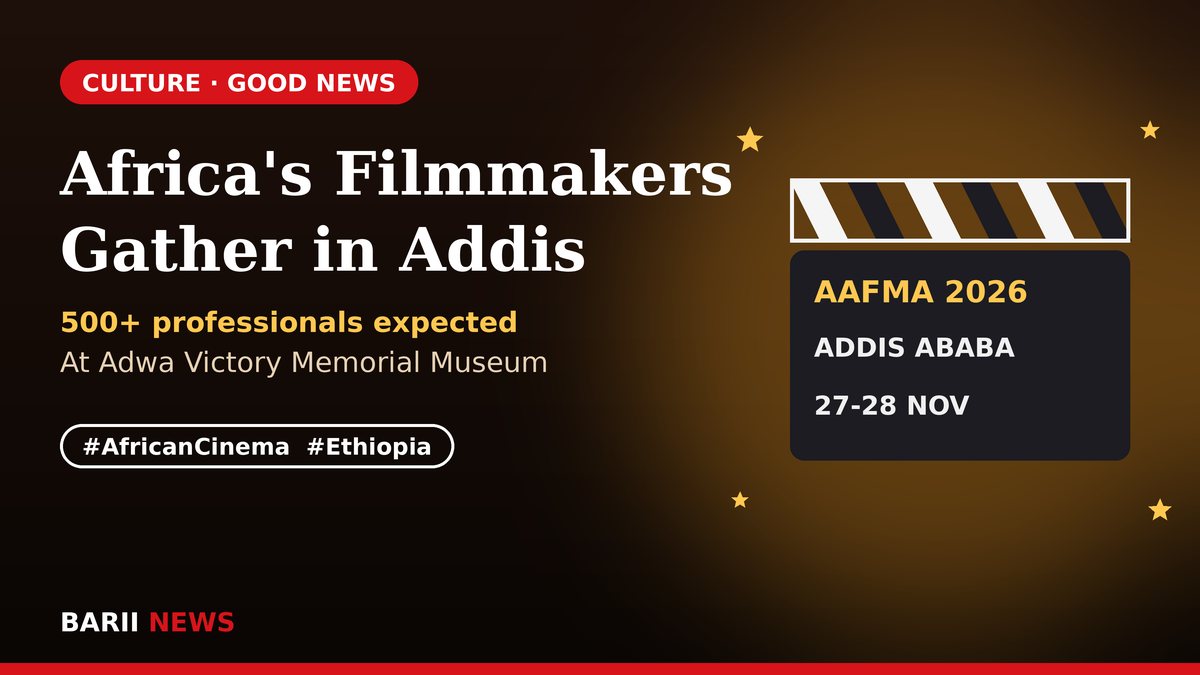 CULTURE · GOOD NEWS
Africa's Filmmakers
Gather in Addis
500+ professionals expected
At Adwa Victory Memorial Museum
#AfricanCinema #Ethiopia
AAFMA 2026
ADDIS ABABA
27-28 NOV
BARII NEWS